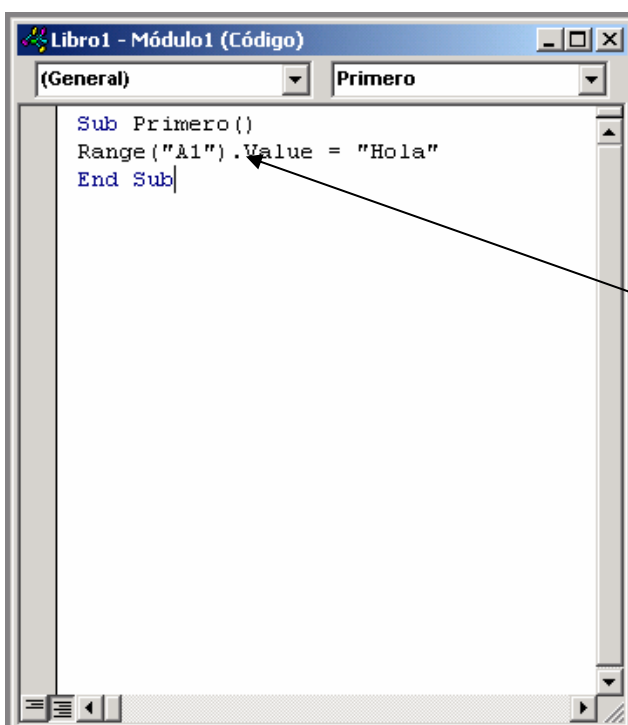 Libro1 - Módulo1 (Código)
(General) Primero
Sub Primero()
Range("A1").Value = "Hola"
End Sub